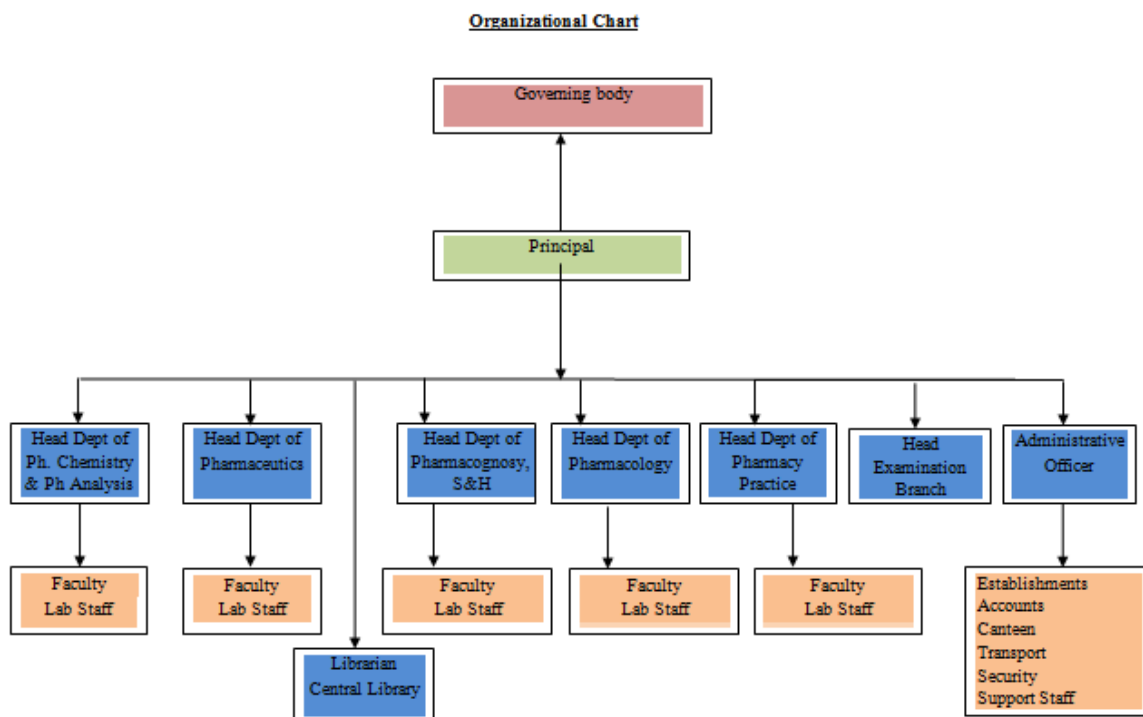 Organizational Chart
Governing body
Principal
Head Dept of
Ph. Chemistry
& Ph Analysis
Head Dept of
Pharmaceutics
Head Dept of
Pharmacognosy,
S&H
Head Dept of
Pharmacology
Head Dept of
Pharmacy
Practice
Head
Examination
Branch
Administrative
Officer
Faculty
Lab Staff
Faculty
Lab Staff
Faculty
Lab Staff
Faculty
Lab Staff
Faculty
Lab Staff
Establishments
Accounts
Canteen
Transport
Security
Support Staff
Librarian
Central Library